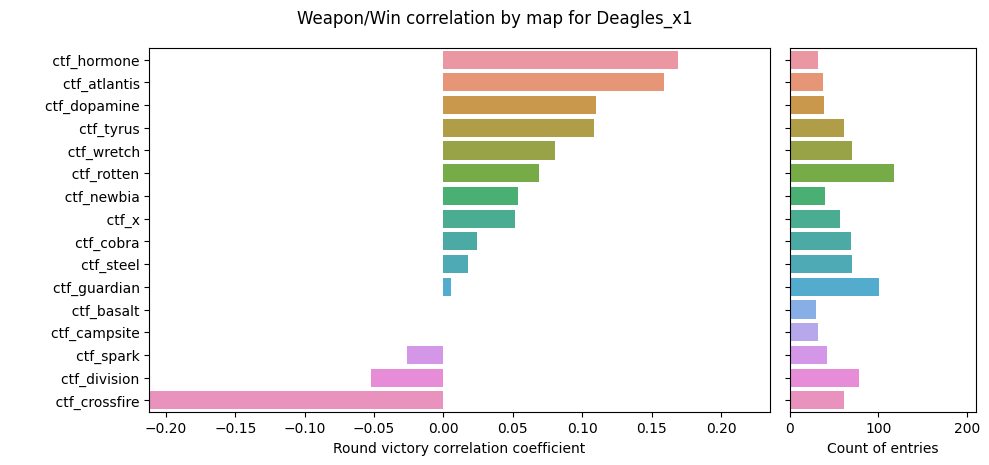 Weapon/Win correlation by map for Deagles_x1
ctf_hormone
ctf_atlantis
ctf_dopamine
ctf_tyrus
ctf_wretch
ctf_rotten
ctf_newbia
ctf_x
ctf_cobra
ctf_steel
ctf_guardian
ctf_basalt
ctf_campsite
ctf_spark
ctf_division
ctf_crossfire
−0.20 −0.15 −0.10 −0.05 0.00 0.05 0.10 0.15 0.20
Round victory correlation coefficient
0 100 200
Count of entries